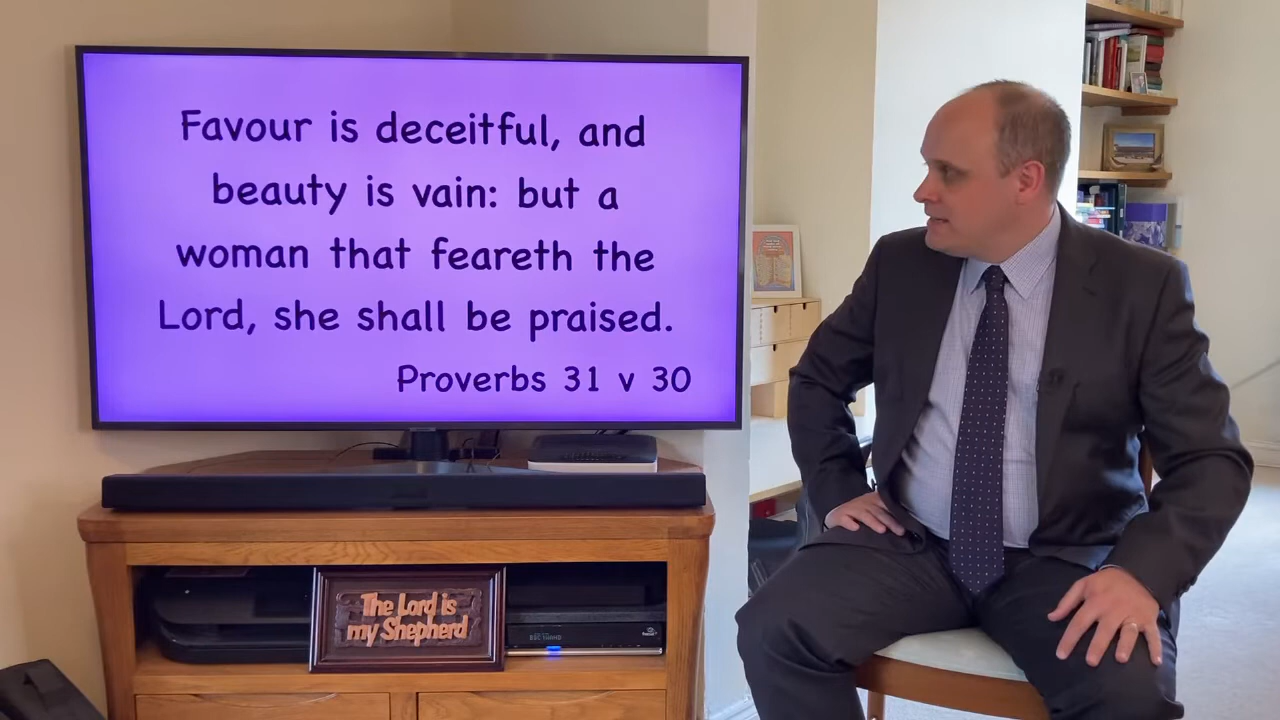 Favour is deceitful, and
beauty is vain: but a
woman that feareth the
Lord, she shall be praised.
Proverbs 31 v 30
The Lord is
my Shepherd